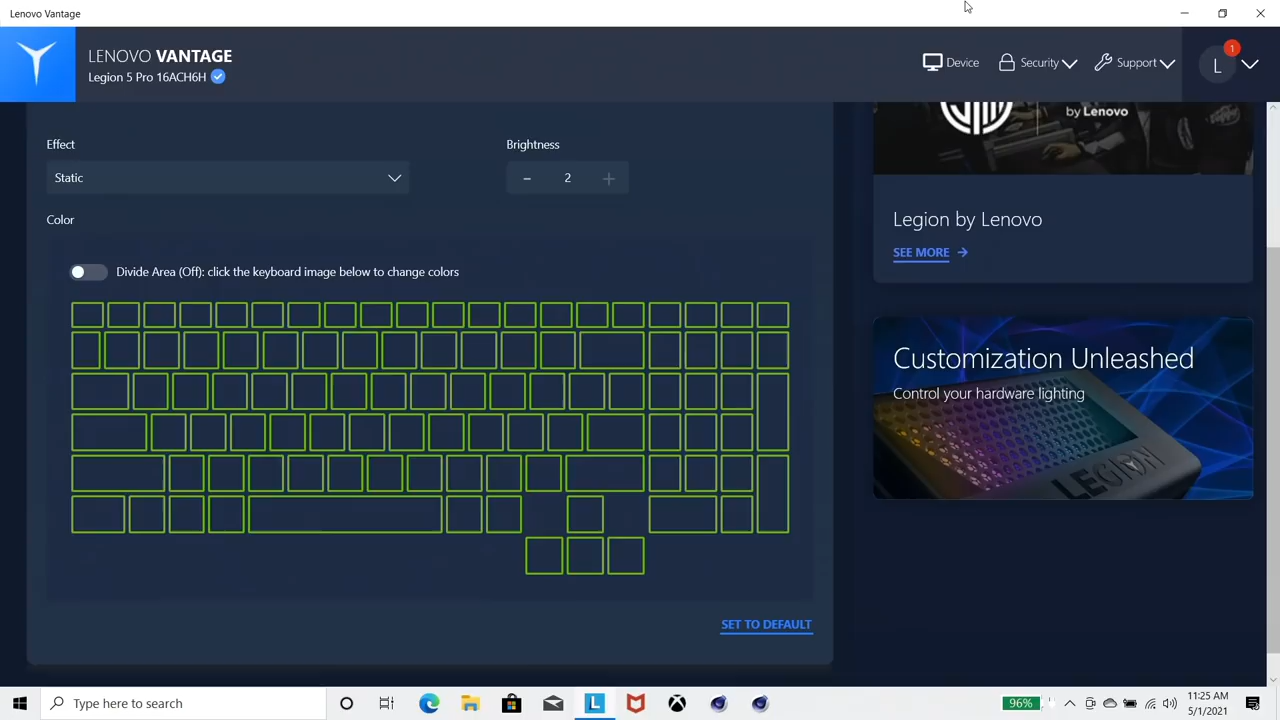 Lenovo Vantage
LENOVO VANTAGE
Legion 5 Pro 16ACH6H
Device
Security
Support
L
1
Effect
Brightness
Static
- 2 +
Color
Divide Area (Off): click the keyboard image below to change colors
SET TO DEFAULT
by Lenovo
Legion by Lenovo
SEE MORE →
Customization Unleashed
Control your hardware lighting
LEGION
Type here to search
L
96%
11:25 AM
5/1/2021